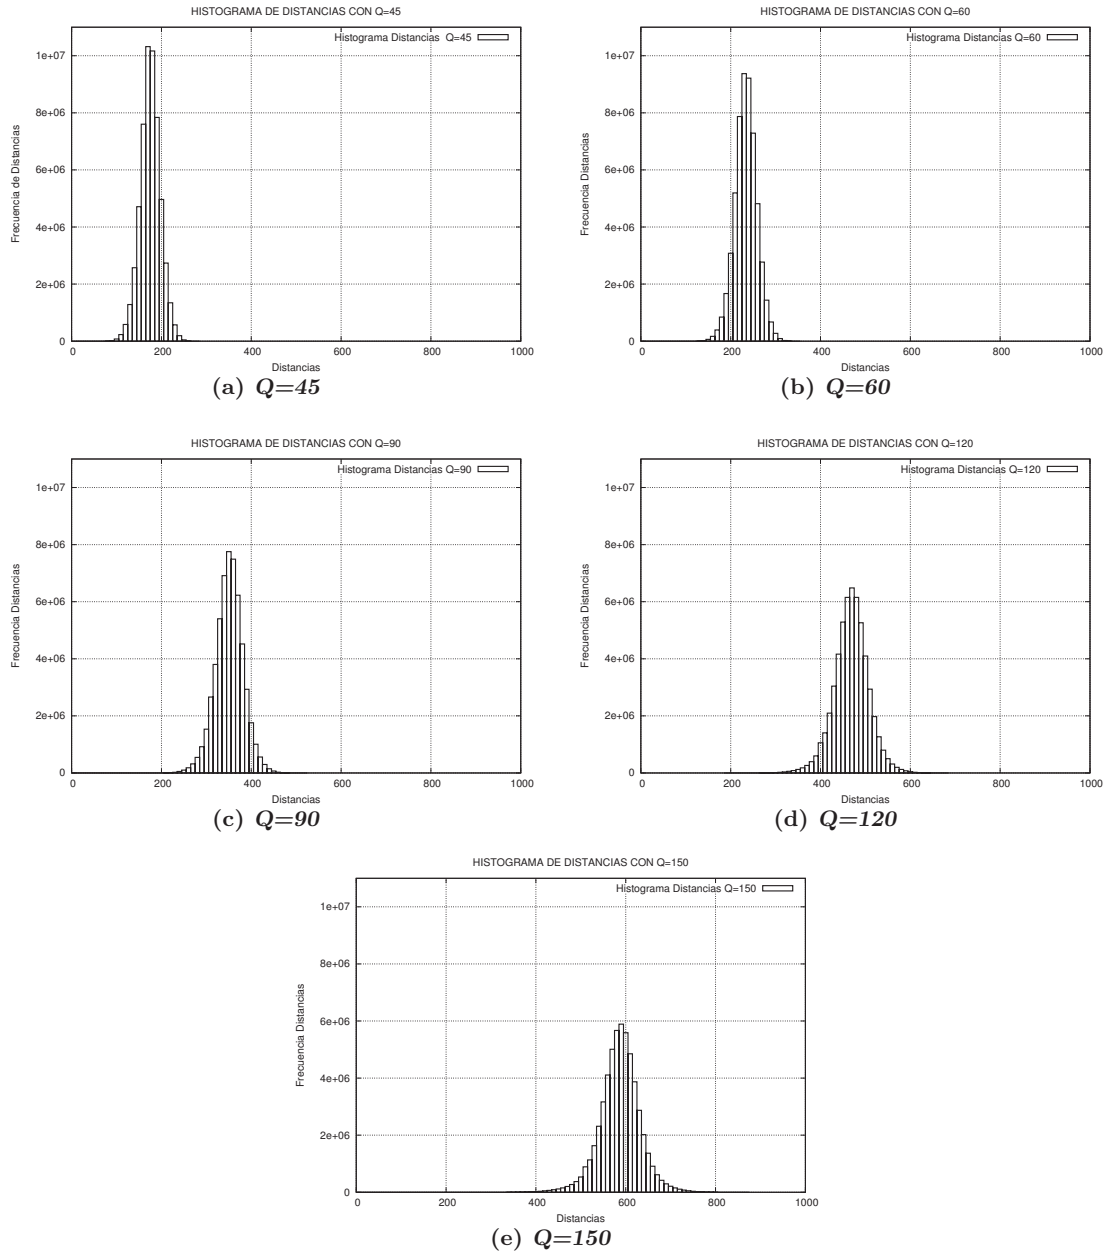 HISTOGRAMA DE DISTANCIAS CON Q=45
Histograma Distancias Q=45
1e+07
8e+06
6e+06
4e+06
2e+06
0
Frecuencia de Distancias
0 200 400 600 800 1000
Distancias
(a) Q=45
HISTOGRAMA DE DISTANCIAS CON Q=60
Histograma Distancias Q=60
1e+07
8e+06
6e+06
4e+06
2e+06
0
Frecuencia Distancias
0 200 400 600 800 1000
Distancias
(b) Q=60
HISTOGRAMA DE DISTANCIAS CON Q=90
Histograma Distancias Q=90
1e+07
8e+06
6e+06
4e+06
2e+06
0
Frecuencia Distancias
0 200 400 600 800 1000
Distancias
(c) Q=90
HISTOGRAMA DE DISTANCIAS CON Q=120
Histograma Distancias Q=120
1e+07
8e+06
6e+06
4e+06
2e+06
0
Frecuencia Distancias
0 200 400 600 800 1000
Distancias
(d) Q=120
HISTOGRAMA DE DISTANCIAS CON Q=150
Histograma Distancias Q=150
1e+07
8e+06
6e+06
4e+06
2e+06
0
Frecuencia Distancias
0 200 400 600 800 1000
Distancias
(e) Q=150